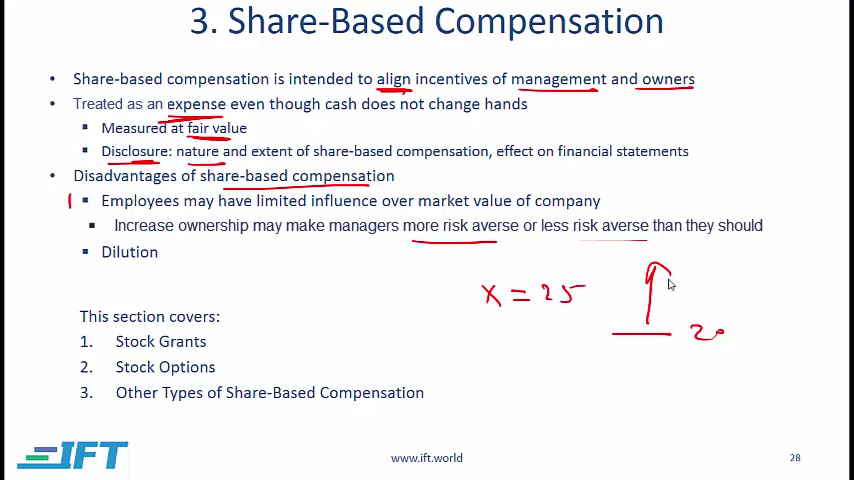 3. Share-Based Compensation
• Share-based compensation is intended to align incentives of management and owners
• Treated as an expense even though cash does not change hands
▪ Measured at fair value
▪ Disclosure: nature and extent of share-based compensation, effect on financial statements
• Disadvantages of share-based compensation
1 ▪ Employees may have limited influence over market value of company
▪ Increase ownership may make managers more risk averse or less risk averse than they should
▪ Dilution
X = 25
20
This section covers:
1. Stock Grants
2. Stock Options
3. Other Types of Share-Based Compensation
IFT
www.ift.world
28